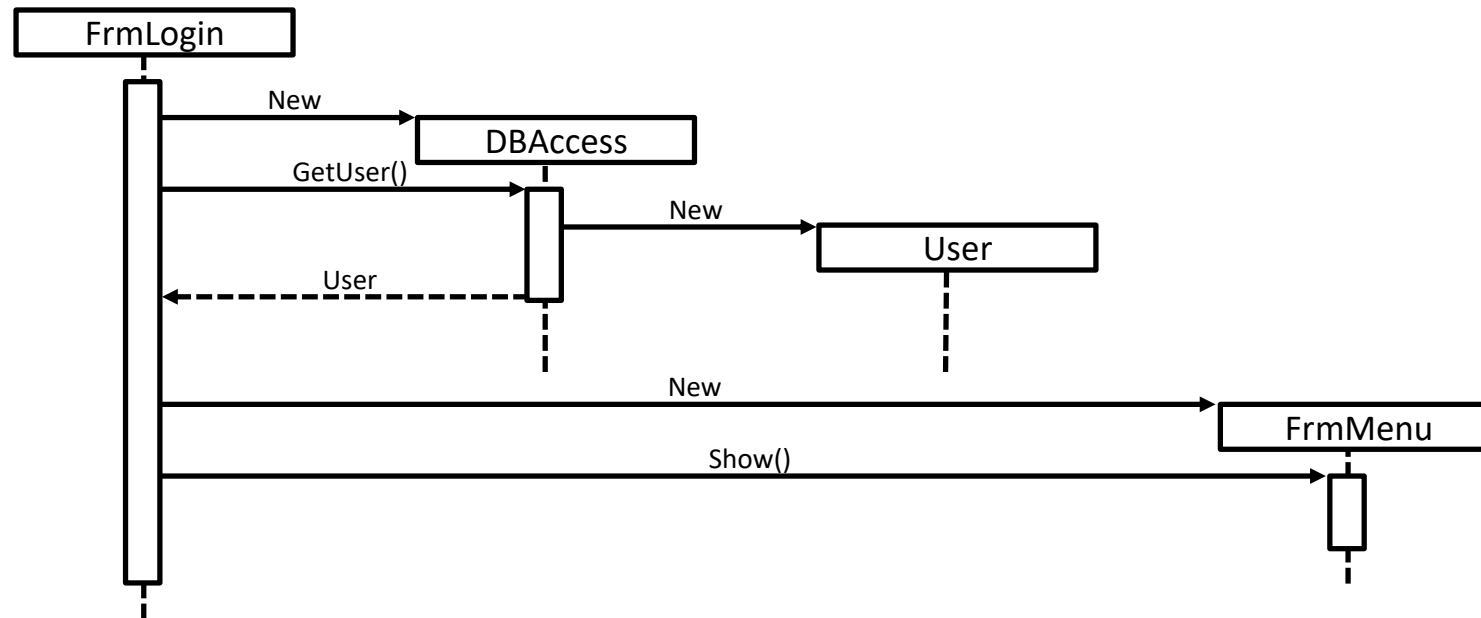 FrmLogin
New
DBAccess
GetUser()
New
User
User
New
FrmMenu
Show()